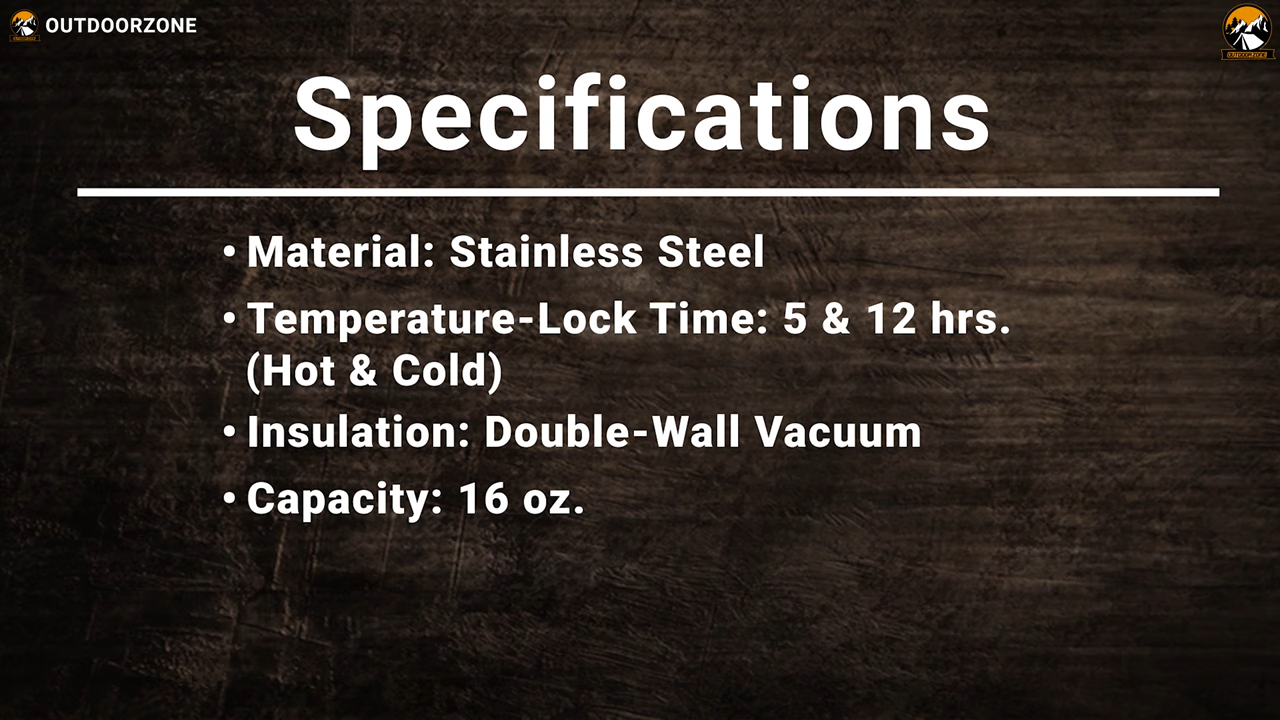 OUTDOORZONE
OUTDOORZONE
Specifications
• Material: Stainless Steel
• Temperature-Lock Time: 5 & 12 hrs.
(Hot & Cold)
• Insulation: Double-Wall Vacuum
• Capacity: 16 oz.